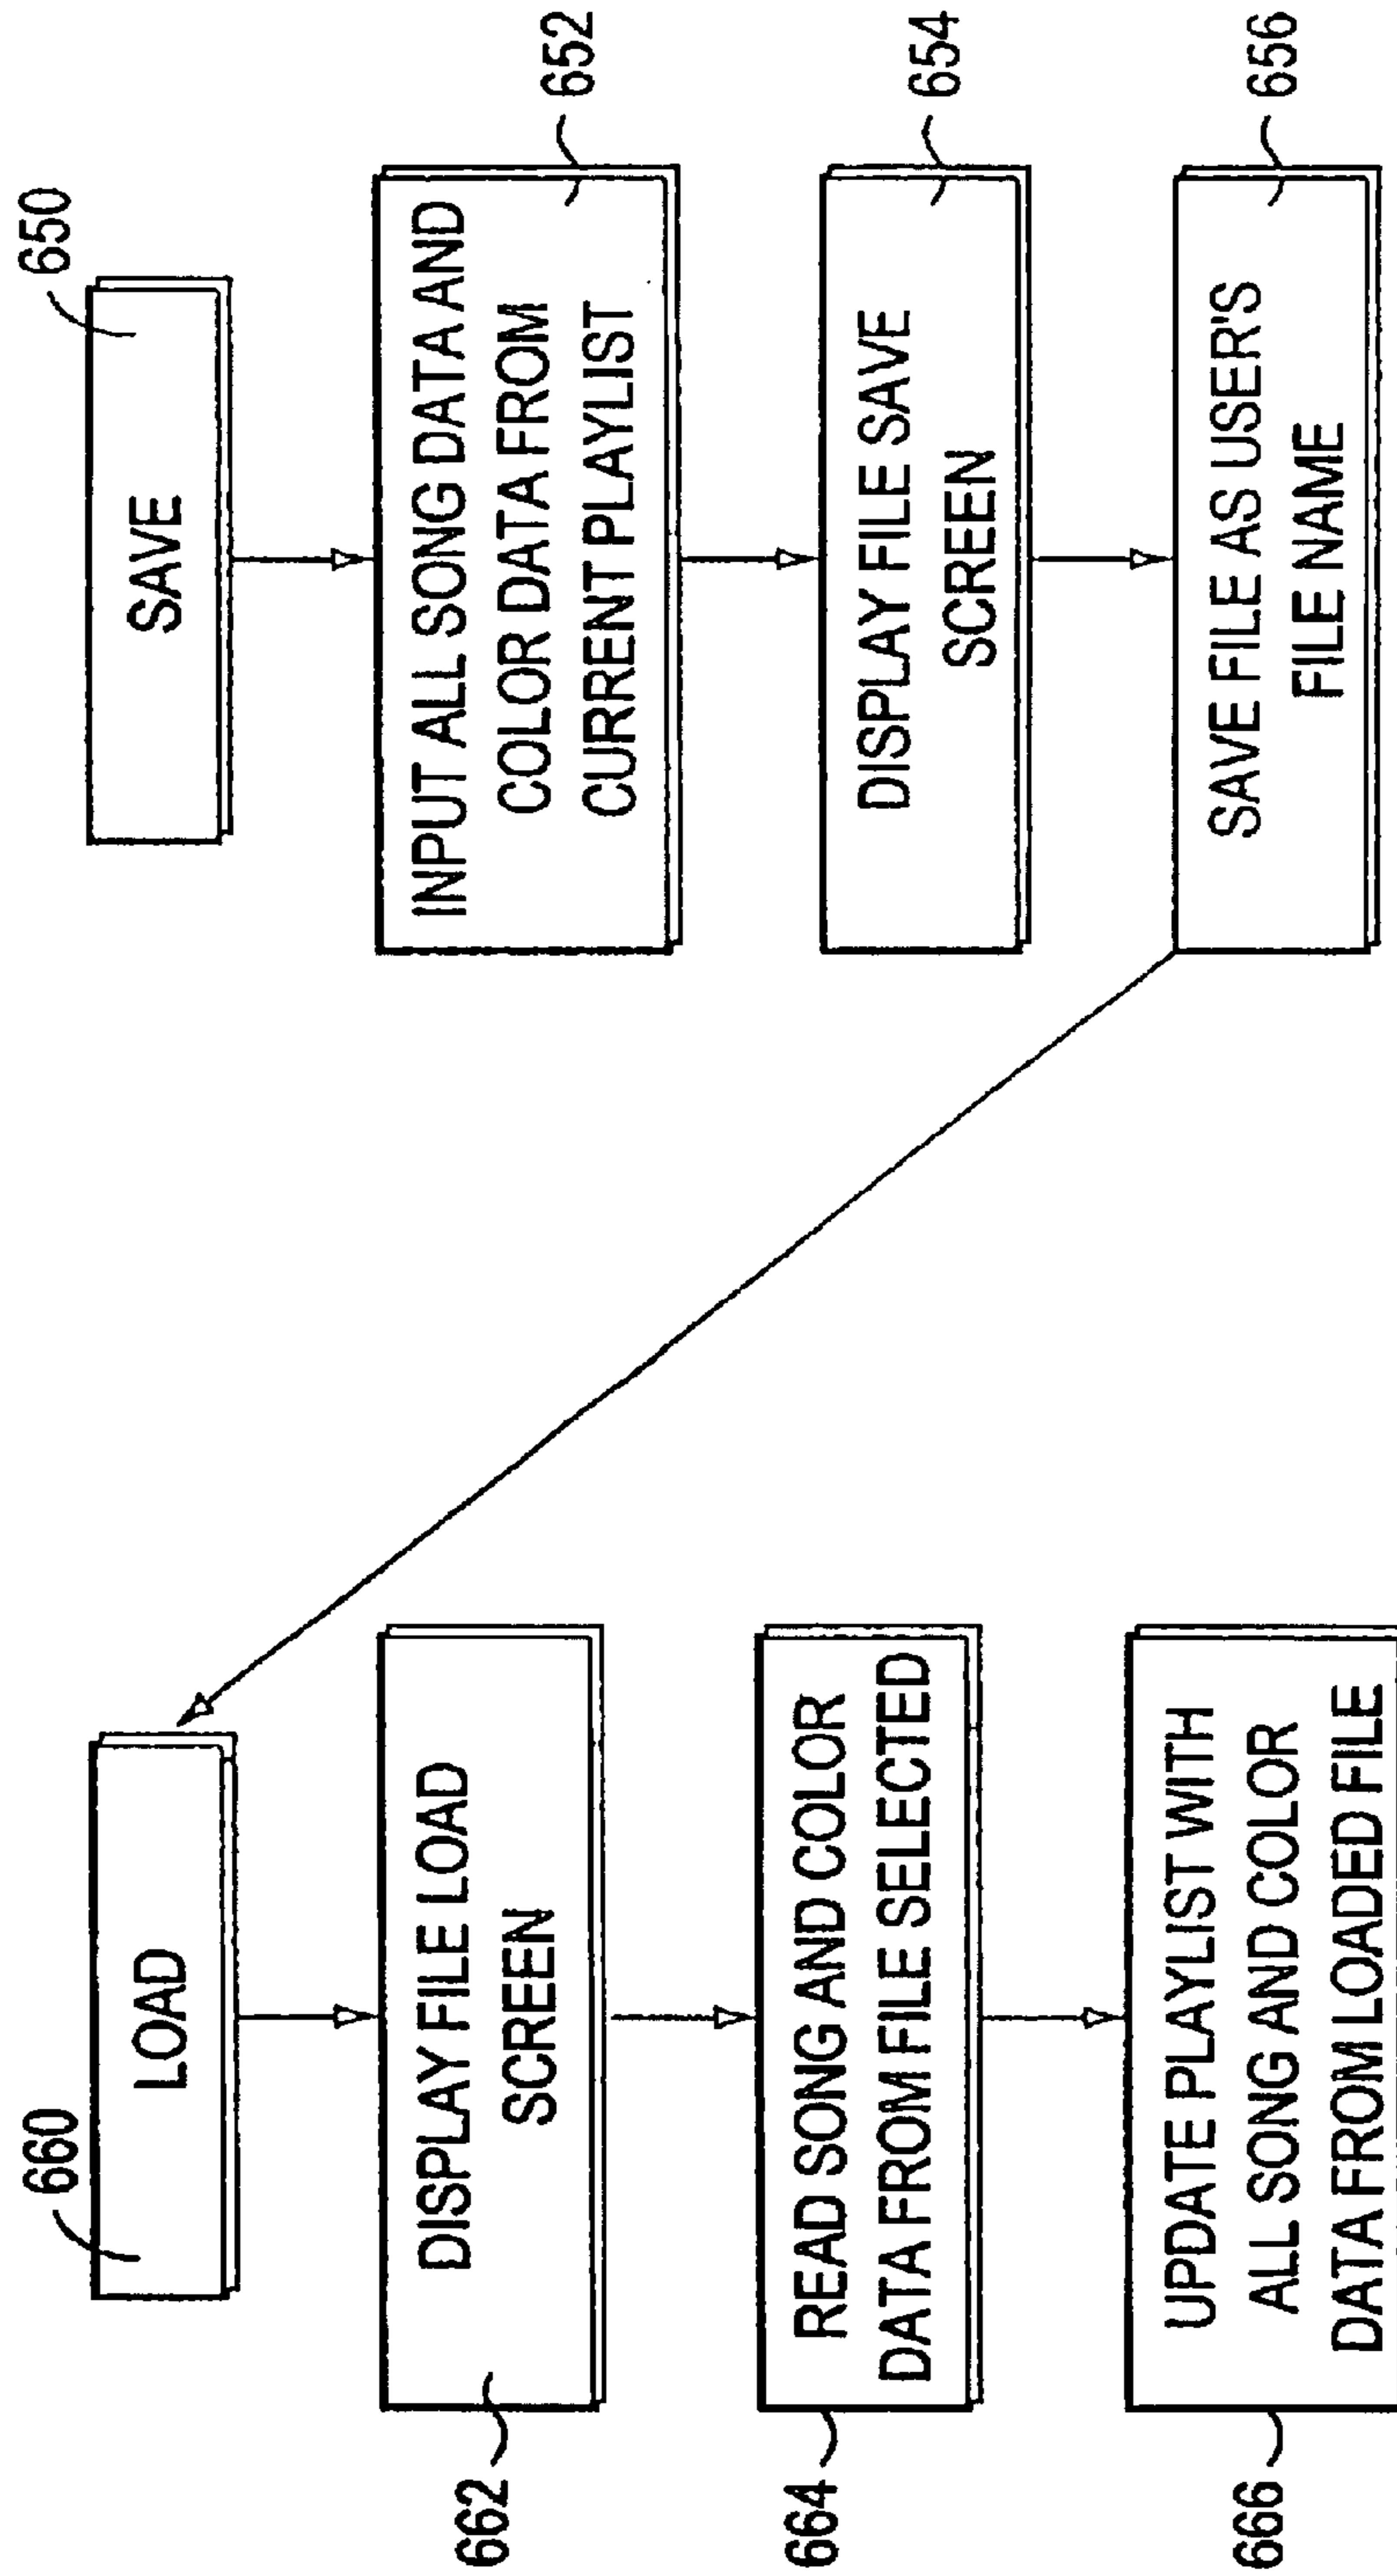 660
LOAD
662
DISPLAY FILE LOAD
SCREEN
664
READ SONG AND COLOR
DATA FROM FILE SELECTED
666
UPDATE PLAYLIST WITH
ALL SONG AND COLOR
DATA FROM LOADED FILE
650
SAVE
652
INPUT ALL SONG DATA AND
COLOR DATA FROM
CURRENT PLAYLIST
654
DISPLAY FILE SAVE
SCREEN
656
SAVE FILE AS USER'S
FILE NAME